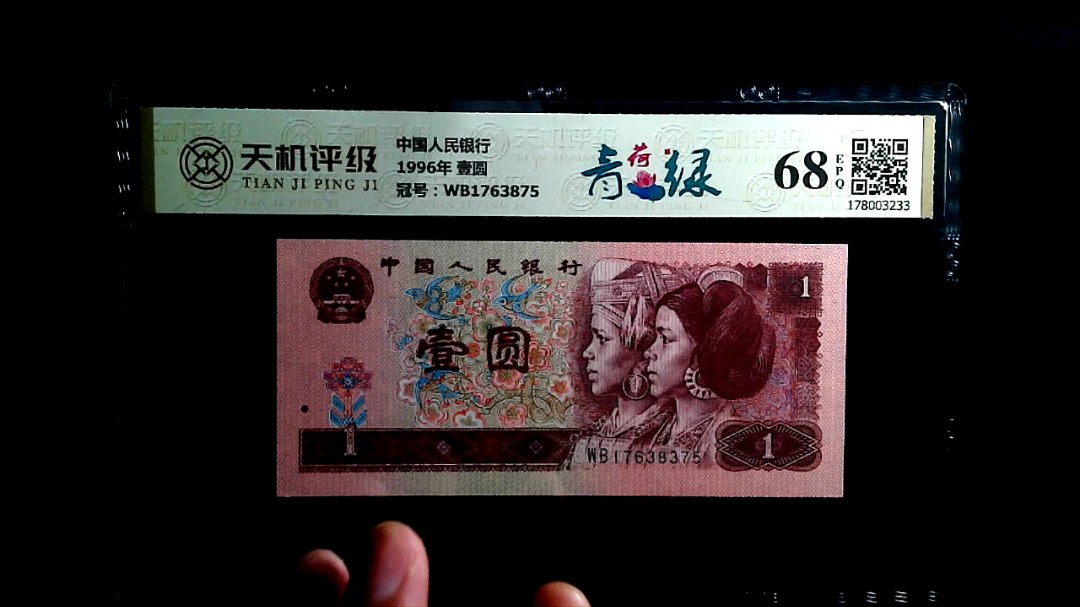 天机评级
TIAN JI PING JI
中国人民银行
1996年 壹圆
冠号：WB1763875
青荷绿
68
EPQ
178003233
中国人民银行
1
壹圆
1
WB17638375
1